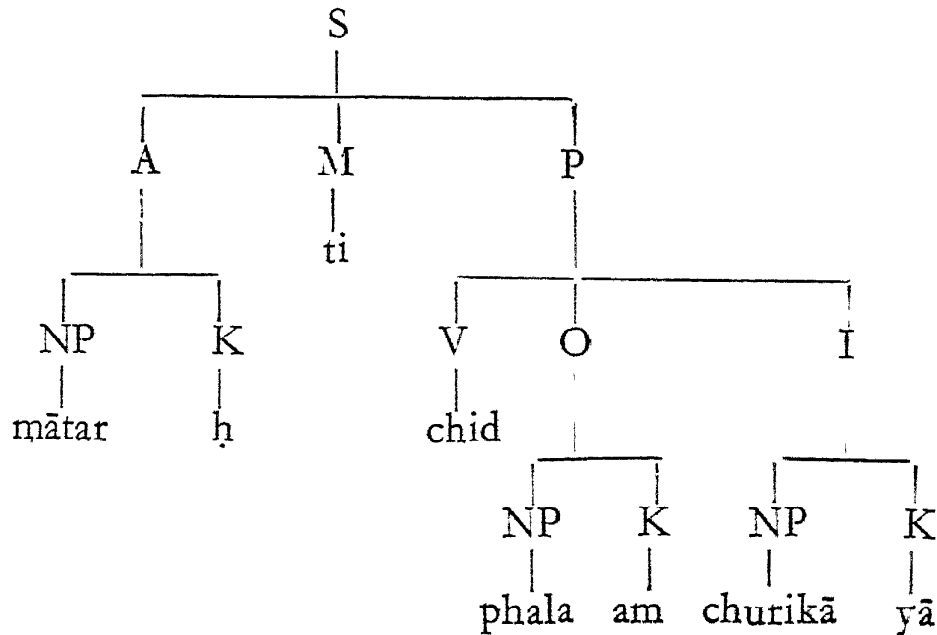 S
A M P
ti
NP K V O I
mātar ḥ chid
NP K NP K
phala am churikā yā